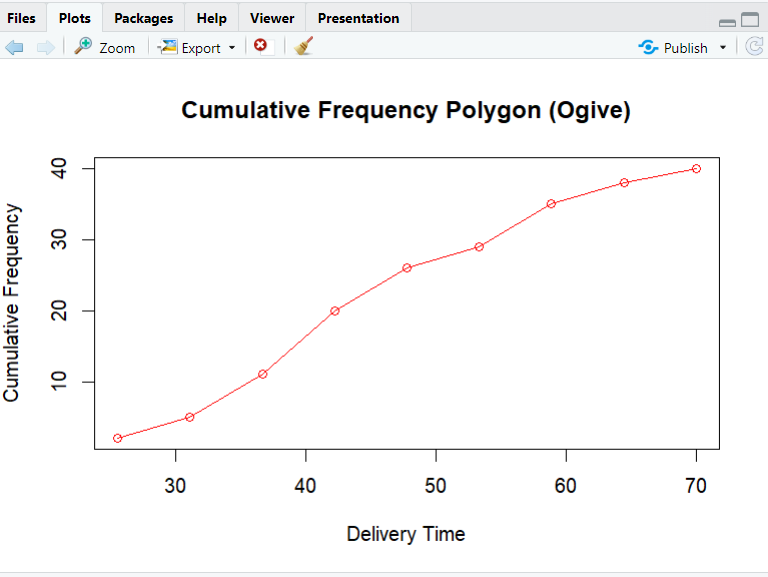 Files Plots Packages Help Viewer Presentation
Zoom Export Publish
Cumulative Frequency Polygon (Ogive)
Cumulative Frequency
40
30
20
10
30 40 50 60 70
Delivery Time